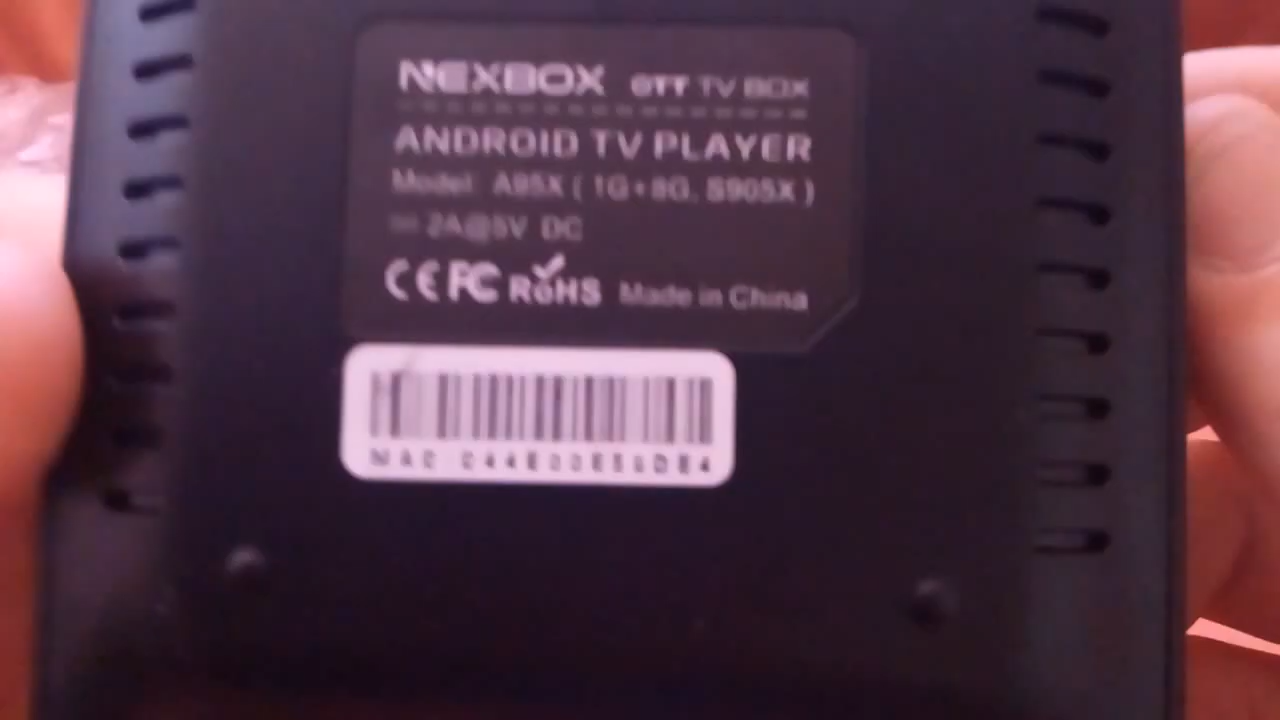 NEXBOX OTT TV BOX
ANDROID TV PLAYER
Model: A95X ( 1G+8G, S905X )
2A@5V DC
CE FC RoHS Made in China
MAC